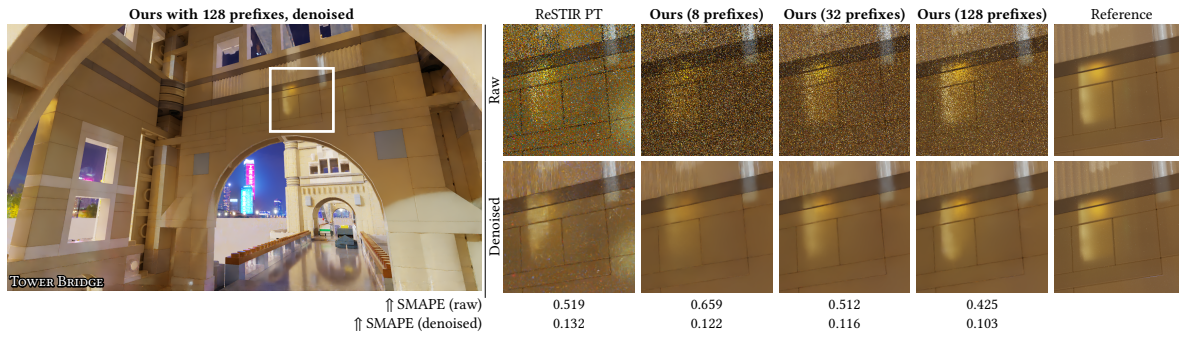 Ours with 128 prefixes, denoised
ReSTIR PT
Ours (8 prefixes)
Ours (32 prefixes)
Ours (128 prefixes)
Reference
Raw
Denoised
Tower Bridge
⇑ SMAPE (raw) 0.519 0.659 0.512 0.425
⇑ SMAPE (denoised) 0.132 0.122 0.116 0.103